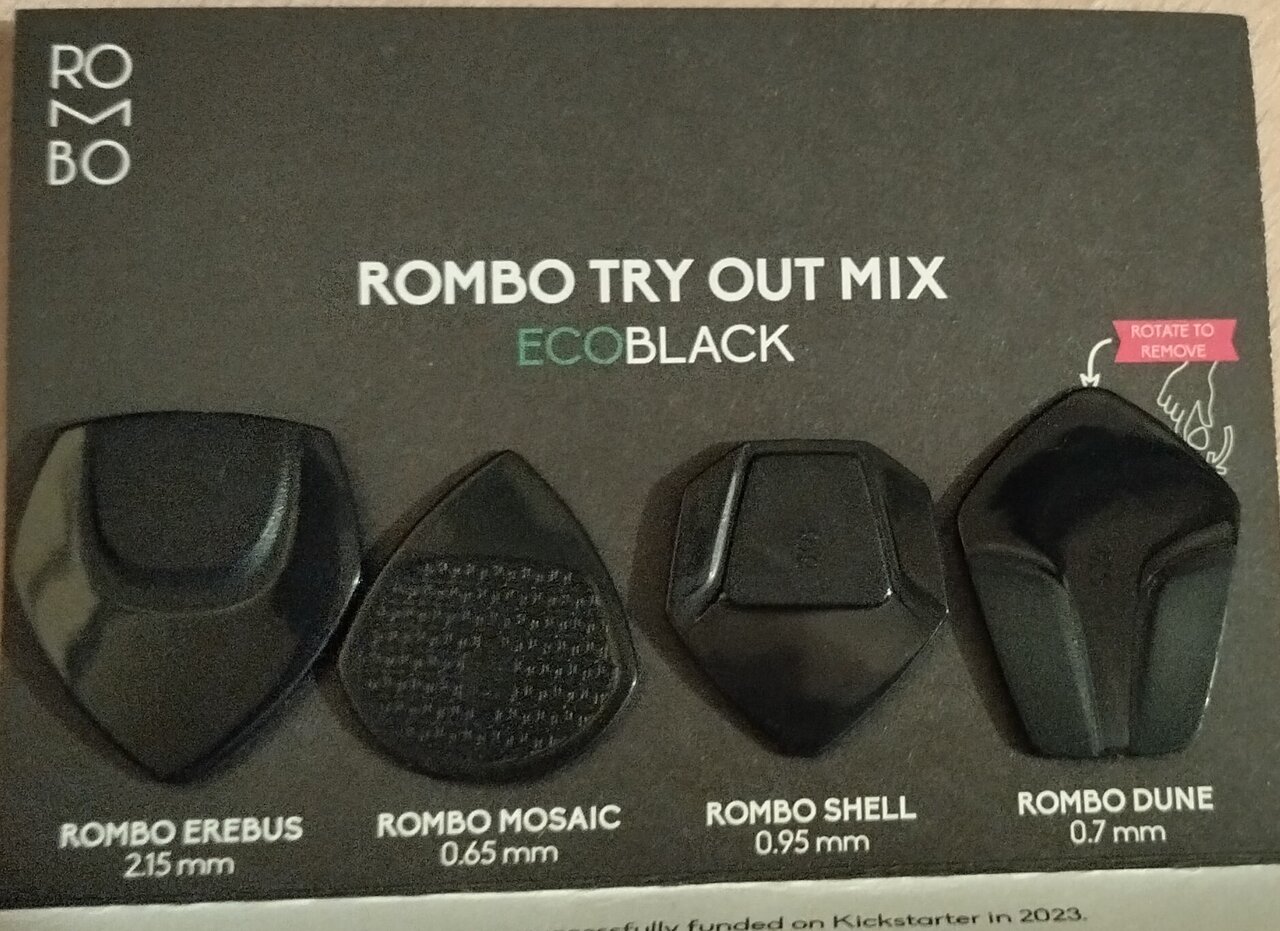 RO
M
BO
ROMBO TRY OUT MIX
ECOBLACK
ROTATE TO
REMOVE
ROMBO EREBUS
2.15 mm
ROMBO MOSAIC
0.65 mm
ROMBO SHELL
0.95 mm
ROMBO DUNE
0.7 mm
funded on Kickstarter in 2023.